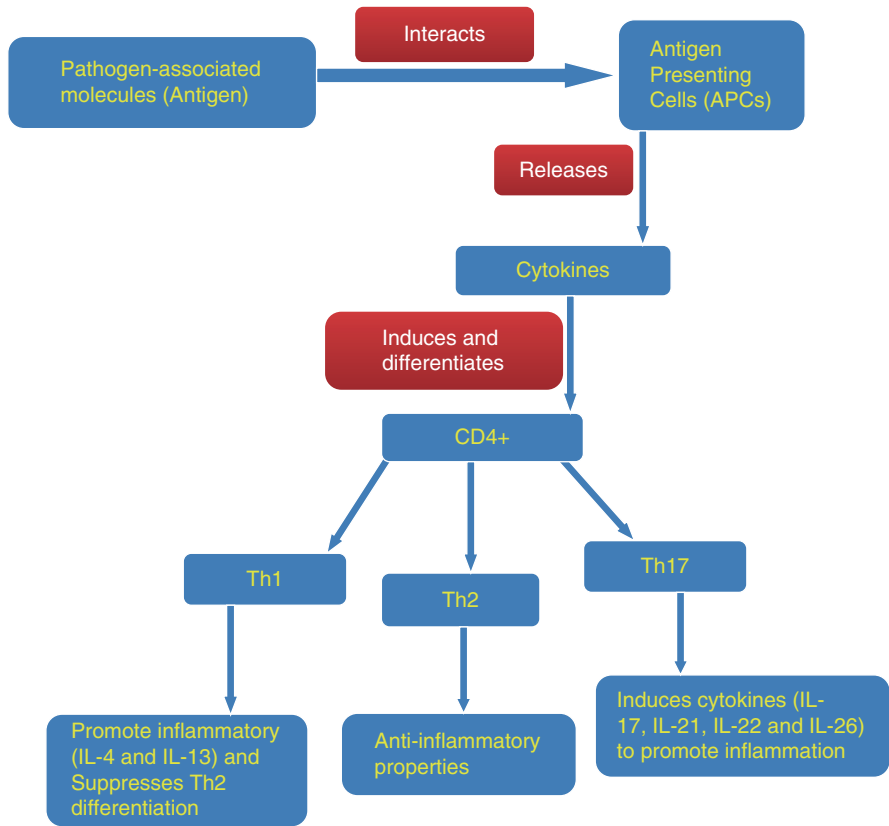 Interacts
Pathogen-associated
molecules (Antigen)
Antigen
Presenting
Cells (APCs)
Releases
Cytokines
Induces and
differentiates
CD4+
Th1
Th2
Th17
Promote inflammatory
(IL-4 and IL-13) and
Suppresses Th2
differentiation
Anti-inflammatory
properties
Induces cytokines (IL-
17, IL-21, IL-22 and IL-26)
to promote inflammation